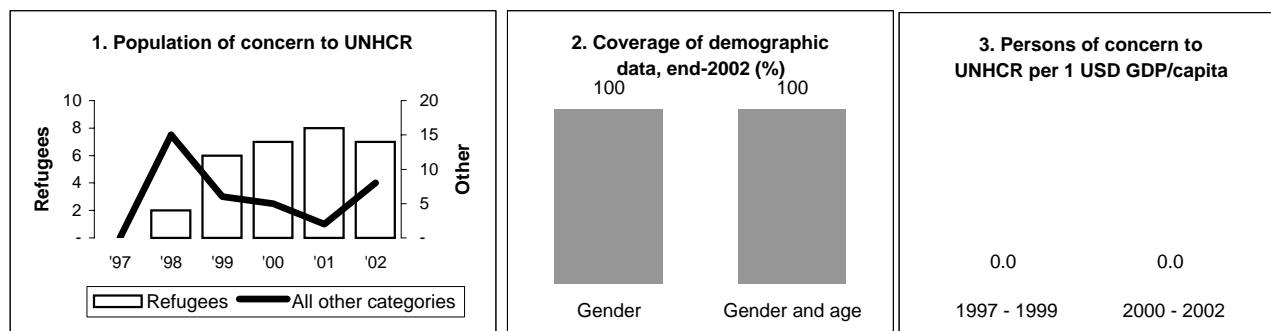 1. Population of concern to UNHCR
10
8
6
4
2
-
Refugees
20
15
10
5
-
Other
'97 '98 '99 '00 '01 '02
Refugees All other categories
2. Coverage of demographic
data, end-2002 (%)
100 100
Gender Gender and age
3. Persons of concern to
UNHCR per 1 USD GDP/capita
0.0 0.0
1997 - 1999 2000 - 2002